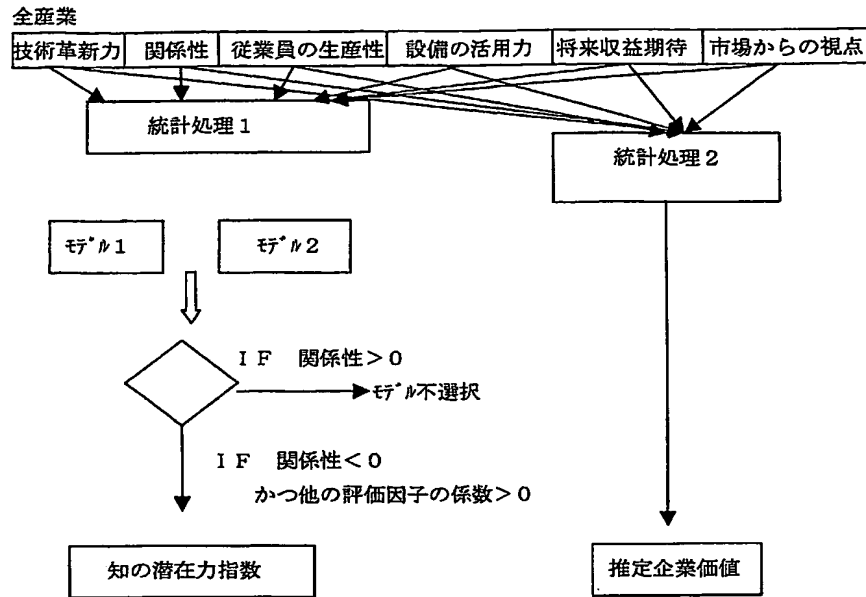 全産業
技術革新力 関係性 従業員の生産性 設備の活用力 将来収益期待 市場からの視点
統計処理1
統計処理2
ﾓﾃﾞﾙ1 ﾓﾃﾞﾙ2
ＩＦ 関係性＞０
ﾓﾃﾞﾙ不選択
ＩＦ 関係性＜０
かつ他の評価因子の係数＞０
知の潜在力指数
推定企業価値